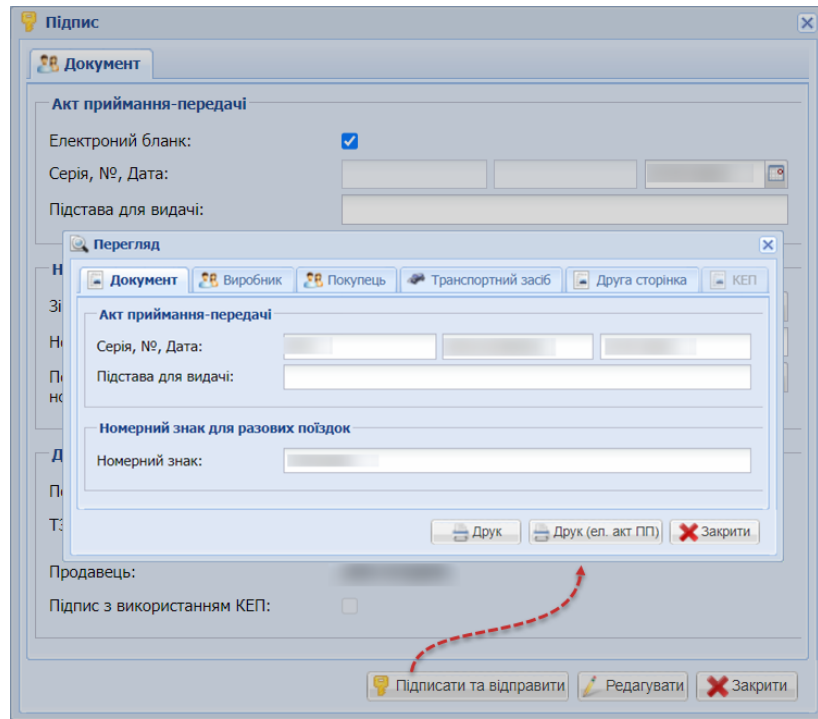 Підпис
Документ
Акт приймання-передачі
Електроний бланк:
Серія, №, Дата:
Підстава для видачі:
Перегляд
Документ Виробник Покупець Транспортний засіб Друга сторінка КЕП
Акт приймання-передачі
Серія, №, Дата:
Підстава для видачі:
Номерний знак для разових поїздок
Номерний знак:
Друк Друк (ел. акт ПП) Закрити
Продавець:
Підпис з використанням КЕП:
Підписати та відправити Редагувати Закрити